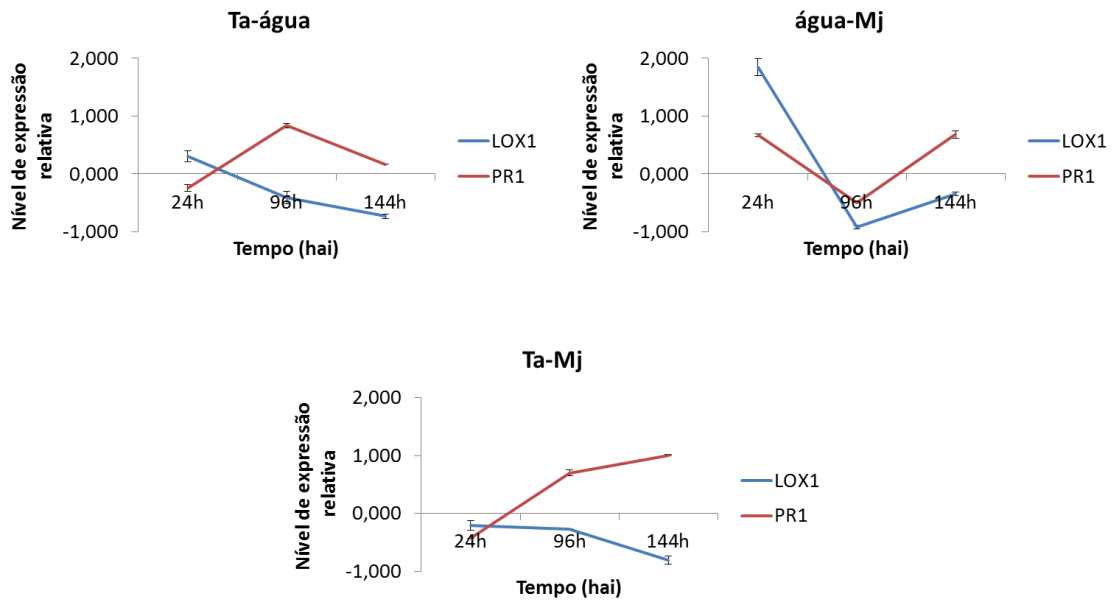 Ta-água
Nível de expressão
relativa
2,000
1,000
0,000
-1,000
24h
96h
144h
Tempo (hai)
LOX1
PR1
água-Mj
Nível de expressão
relativa
2,000
1,000
0,000
-1,000
24h
96h
144h
Tempo (hai)
LOX1
PR1
Ta-Mj
Nível de expressão
relativa
2,000
1,000
0,000
-1,000
24h
96h
144h
Tempo (hai)
LOX1
PR1